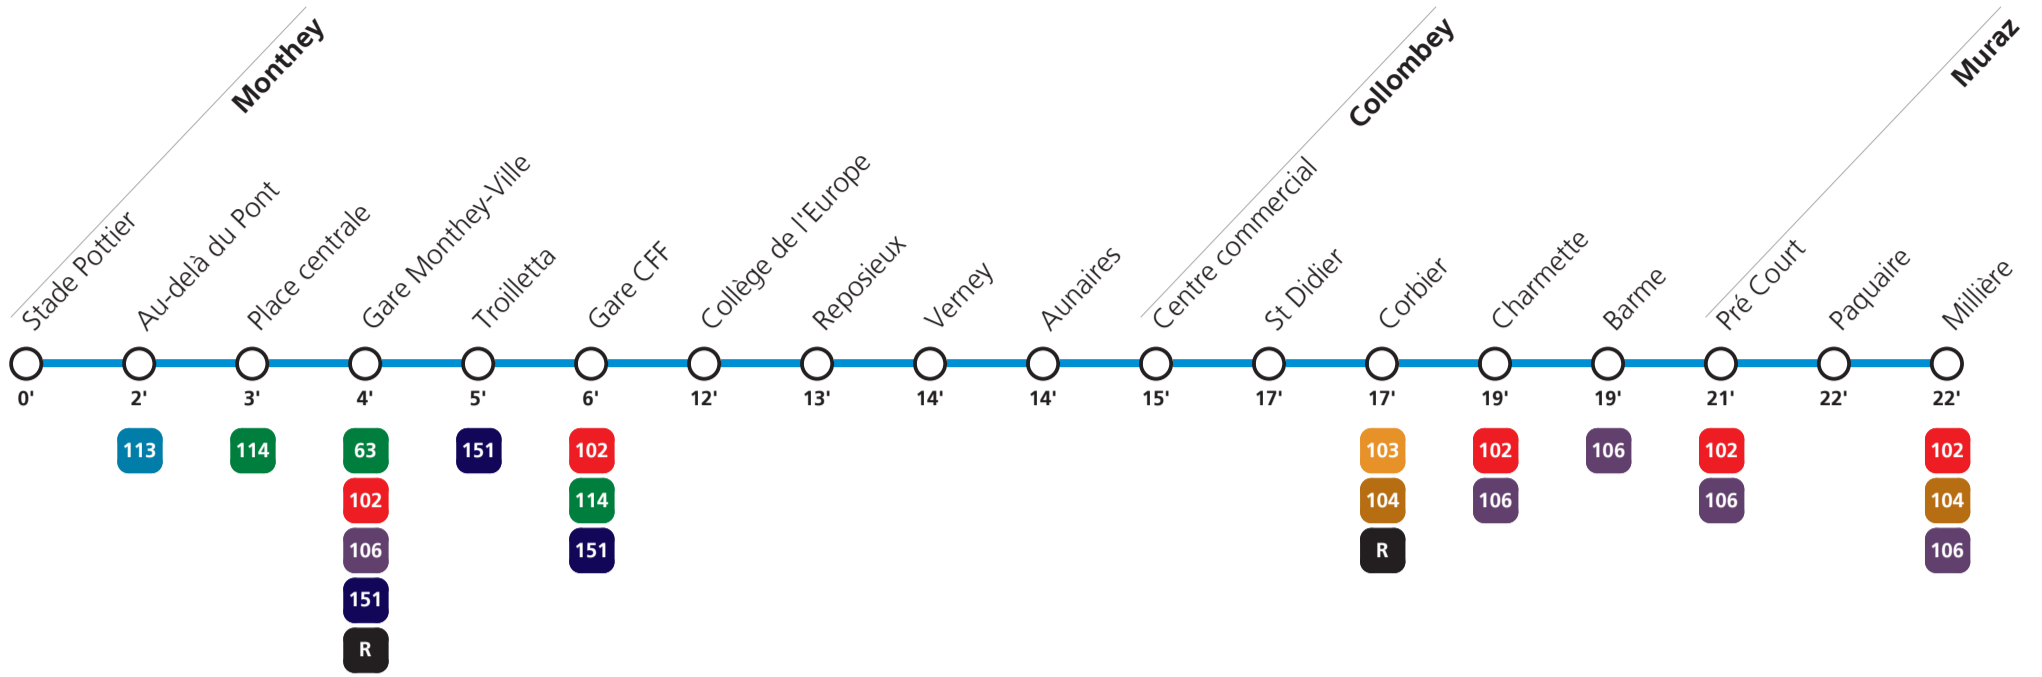 Monthey
Collombey
Muraz
Stade Pottier
Au-delà du Pont
Place centrale
Gare Monthey-Ville
Troilletta
Gare CFF
Collège de l'Europe
Reposieux
Verney
Aunaires
Centre commercial
St Didier
Corbier
Charmette
Barme
Pré Court
Paquaire
Millière
0' 2' 3' 4' 5' 6' 12' 13' 14' 14' 15' 17' 17' 19' 19' 21' 22' 22'
113 114 63 151 102 103 102 106 102 102
102 114 104 106 106 104
106 151 R 106
151
R